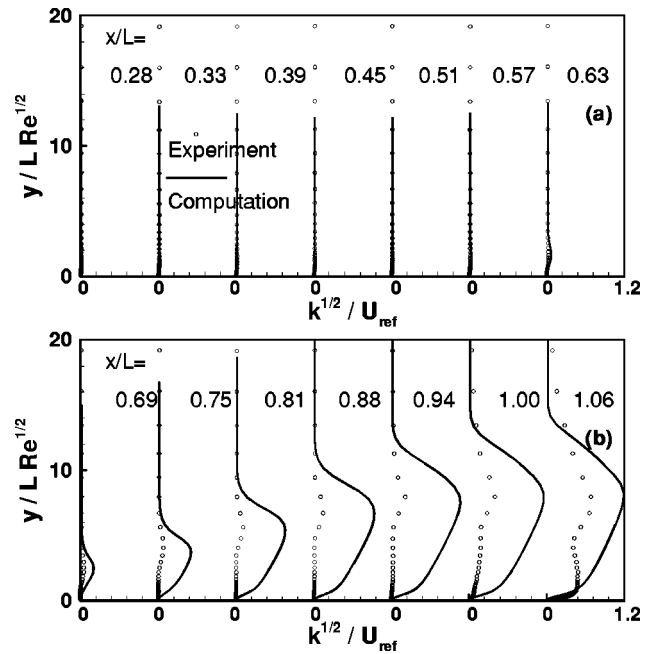 20
x/L=
0.28 0.33 0.39 0.45 0.51 0.57 0.63
(a)
Experiment
Computation
10
y / L Re^1/2
0
0 0 0 0 0 0 0 1.2
k^1/2 / U_ref
20
x/L=
0.69 0.75 0.81 0.88 0.94 1.00 1.06
(b)
10
y / L Re^1/2
0
0 0 0 0 0 0 0 1.2
k^1/2 / U_ref